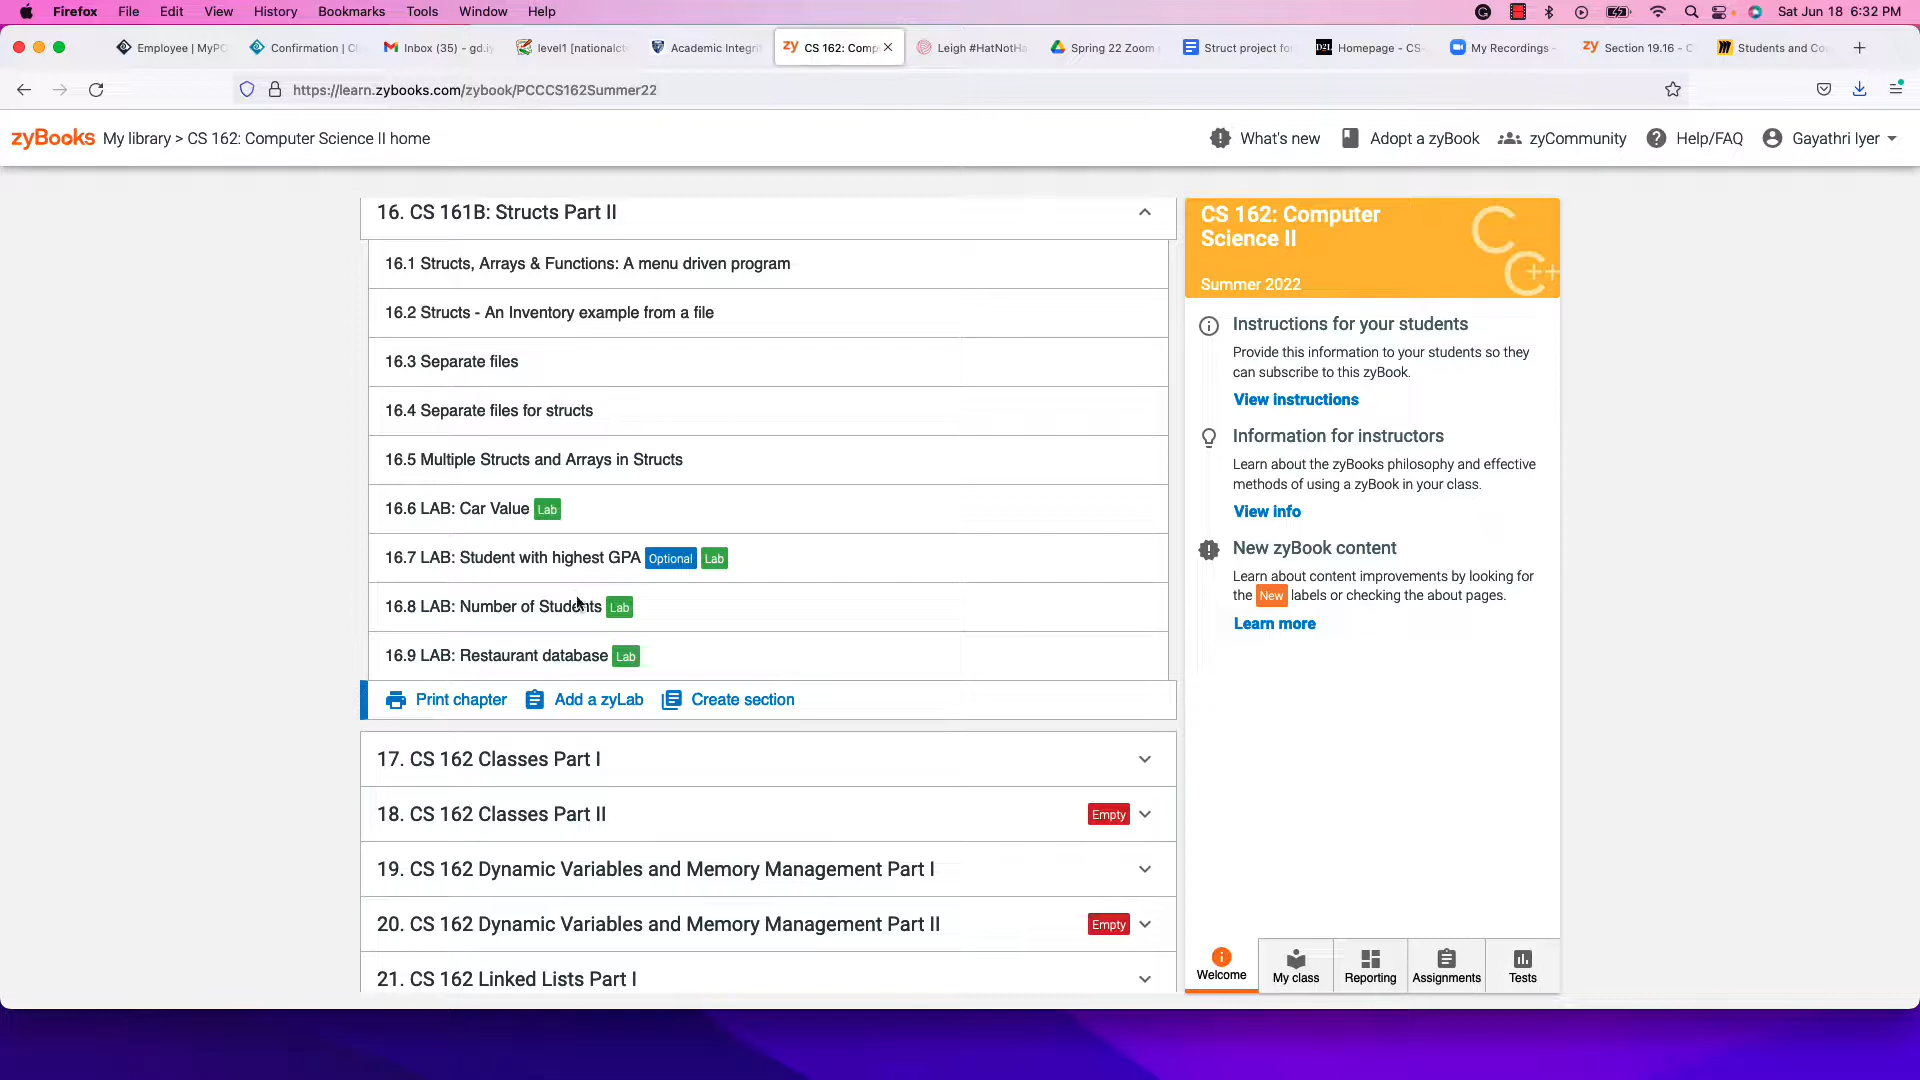 Firefox File Edit View History Bookmarks Tools Window Help Sat Jun 18 6:32 PM
Employee | MyPC Confirmation | C Inbox (35) - gd.iy level1 [nationalcte Academic Integri zy CS 162: Comp Leigh #HatNotHa Spring 22 Zoom Struct project fo D2L Homepage - CS- My Recordings - zy Section 19.16 - C Students and Co
https://learn.zybooks.com/zybook/PCCCS162Summer22
zyBooks My library > CS 162: Computer Science II home What's new Adopt a zyBook zyCommunity Help/FAQ Gayathri Iyer
16. CS 161B: Structs Part II
16.1 Structs, Arrays & Functions: A menu driven program
16.2 Structs - An Inventory example from a file
16.3 Separate files
16.4 Separate files for structs
16.5 Multiple Structs and Arrays in Structs
16.6 LAB: Car Value Lab
16.7 LAB: Student with highest GPA Optional Lab
16.8 LAB: Number of Students Lab
16.9 LAB: Restaurant database Lab
Print chapter Add a zyLab Create section
17. CS 162 Classes Part I
18. CS 162 Classes Part II Empty
19. CS 162 Dynamic Variables and Memory Management Part I
20. CS 162 Dynamic Variables and Memory Management Part II Empty
21. CS 162 Linked Lists Part I
CS 162: Computer
Science II
C
C++
Summer 2022
Instructions for your students
Provide this information to your students so they
can subscribe to this zyBook.
View instructions
Information for instructors
Learn about the zyBooks philosophy and effective
methods of using a zyBook in your class.
View info
New zyBook content
Learn about content improvements by looking for
the New labels or checking the about pages.
Learn more
Welcome My class Reporting Assignments Tests